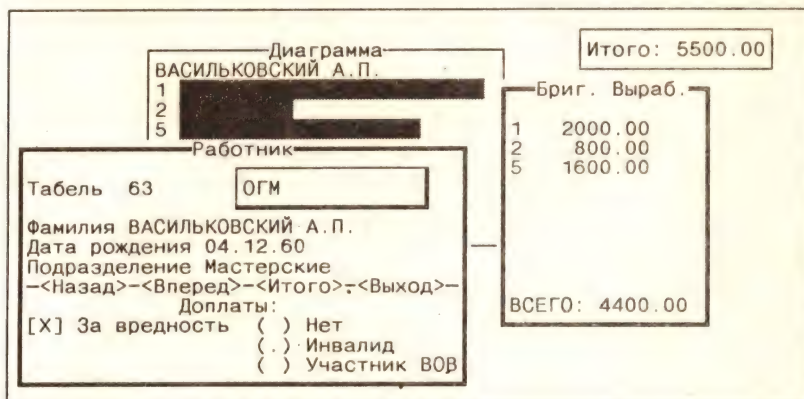 Диаграмма
ВАСИЛЬКОВСКИЙ А.П.
1
2
5
Итого: 5500.00
Бриг. Выраб.
1 2000.00
2 800.00
5 1600.00
ВСЕГО: 4400.00
Работник
Табель 63 ОГМ
Фамилия ВАСИЛЬКОВСКИЙ А.П.
Дата рождения 04.12.60
Подразделение Мастерские
-<Назад>-<Вперед>-<Итого>-<Выход>-
Доплаты:
[X] За вредность ( ) Нет
(.) Инвалид
( ) Участник ВОВ